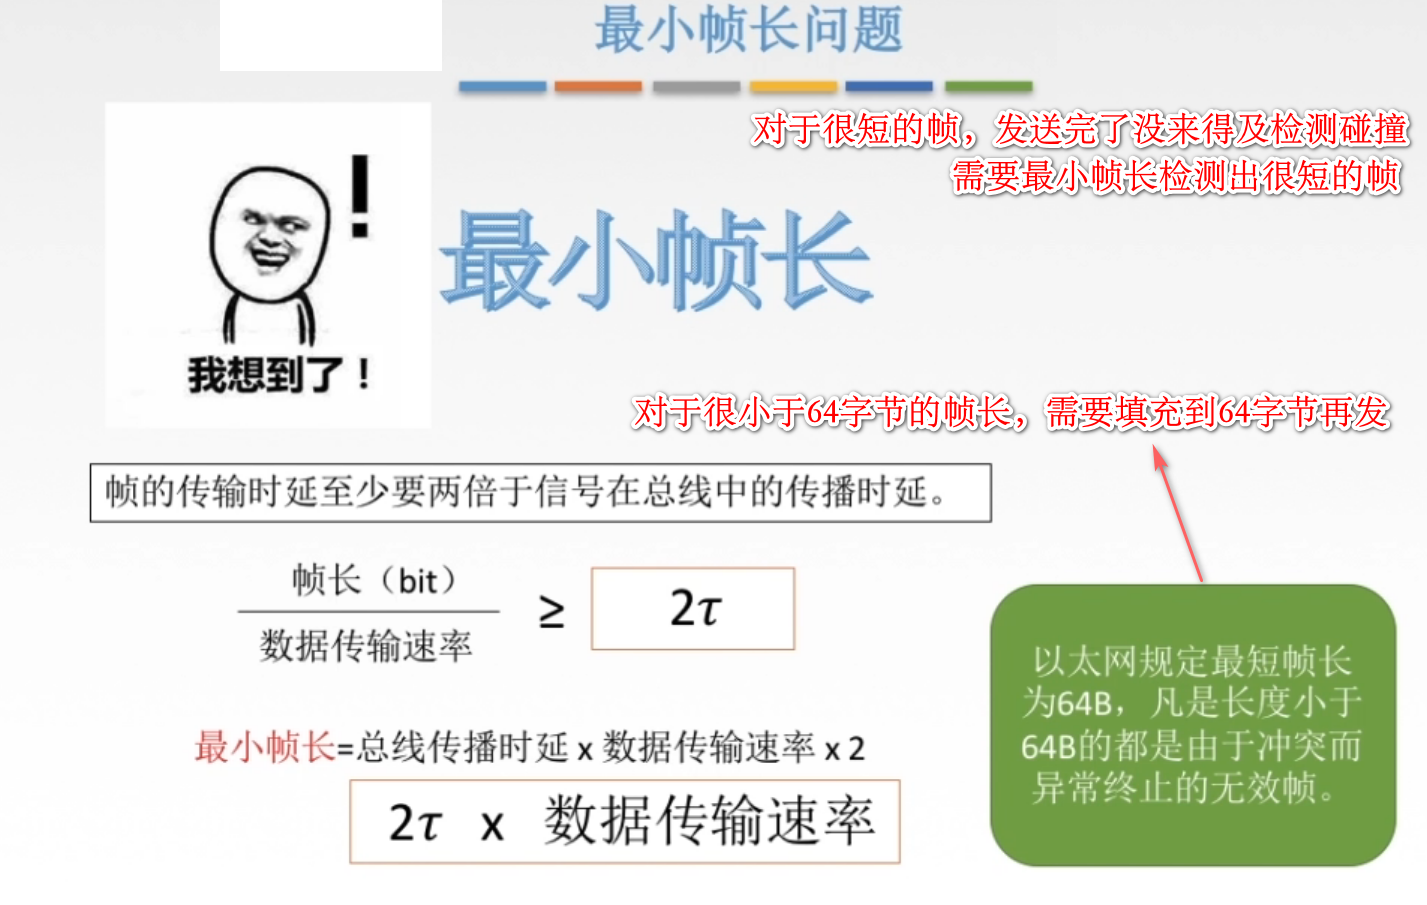 最小帧长问题
对于很短的帧，发送完了没来得及检测碰撞
需要最小帧长检测出很短的帧
!
最小帧长
我想到了！
对于很小于64字节的帧长，需要填充到64字节再发
帧的传输时延至少要两倍于信号在总线中的传播时延。
帧长（bit）
数据传输速率
≥
2τ
以太网规定最短帧长
为64B，凡是长度小于
64B的都是由于冲突而
异常终止的无效帧。
最小帧长=总线传播时延 x 数据传输速率 x 2
2τ x 数据传输速率